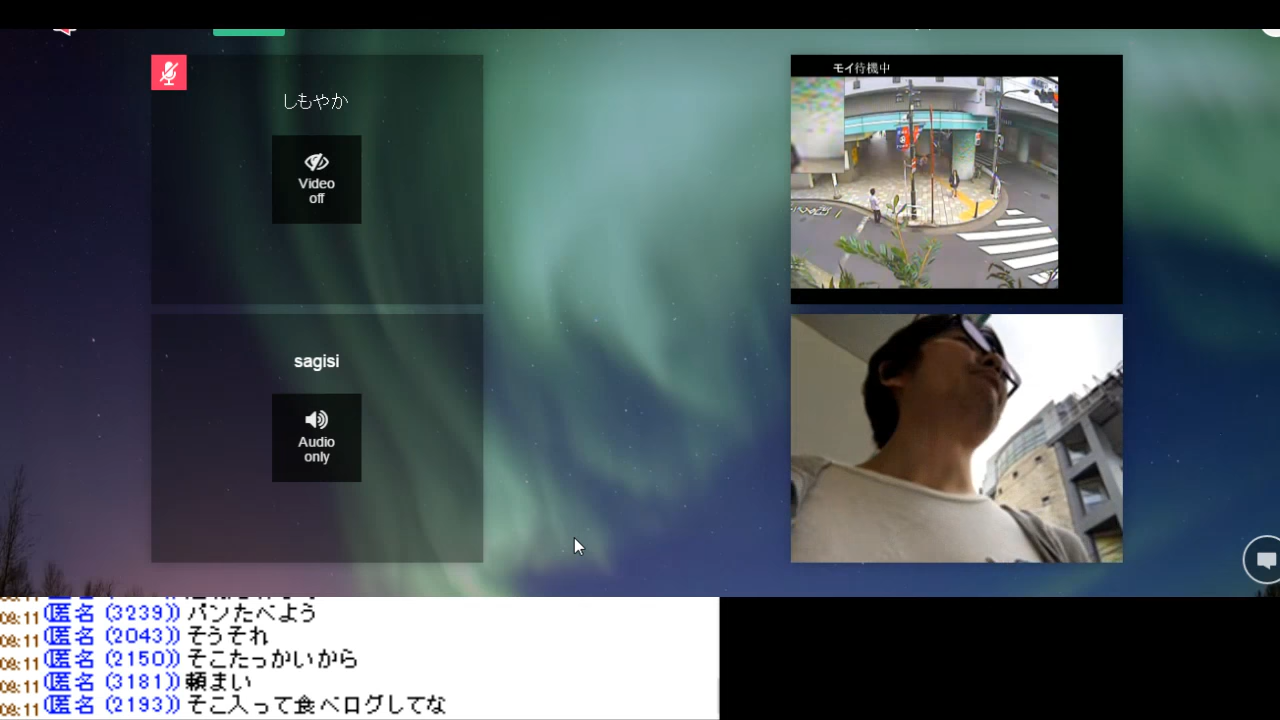 しもやか
Video
off
モイ待機中
sagisi
Audio
only
08:11 (匿名 (3239)) パンたべよう
08:11 (匿名 (2043)) そうそれ
08:11 (匿名 (2150)) そこたっかいから
08:11 (匿名 (3181)) 頼まい
08:11 (匿名 (2193)) そこ入って食べログしてな